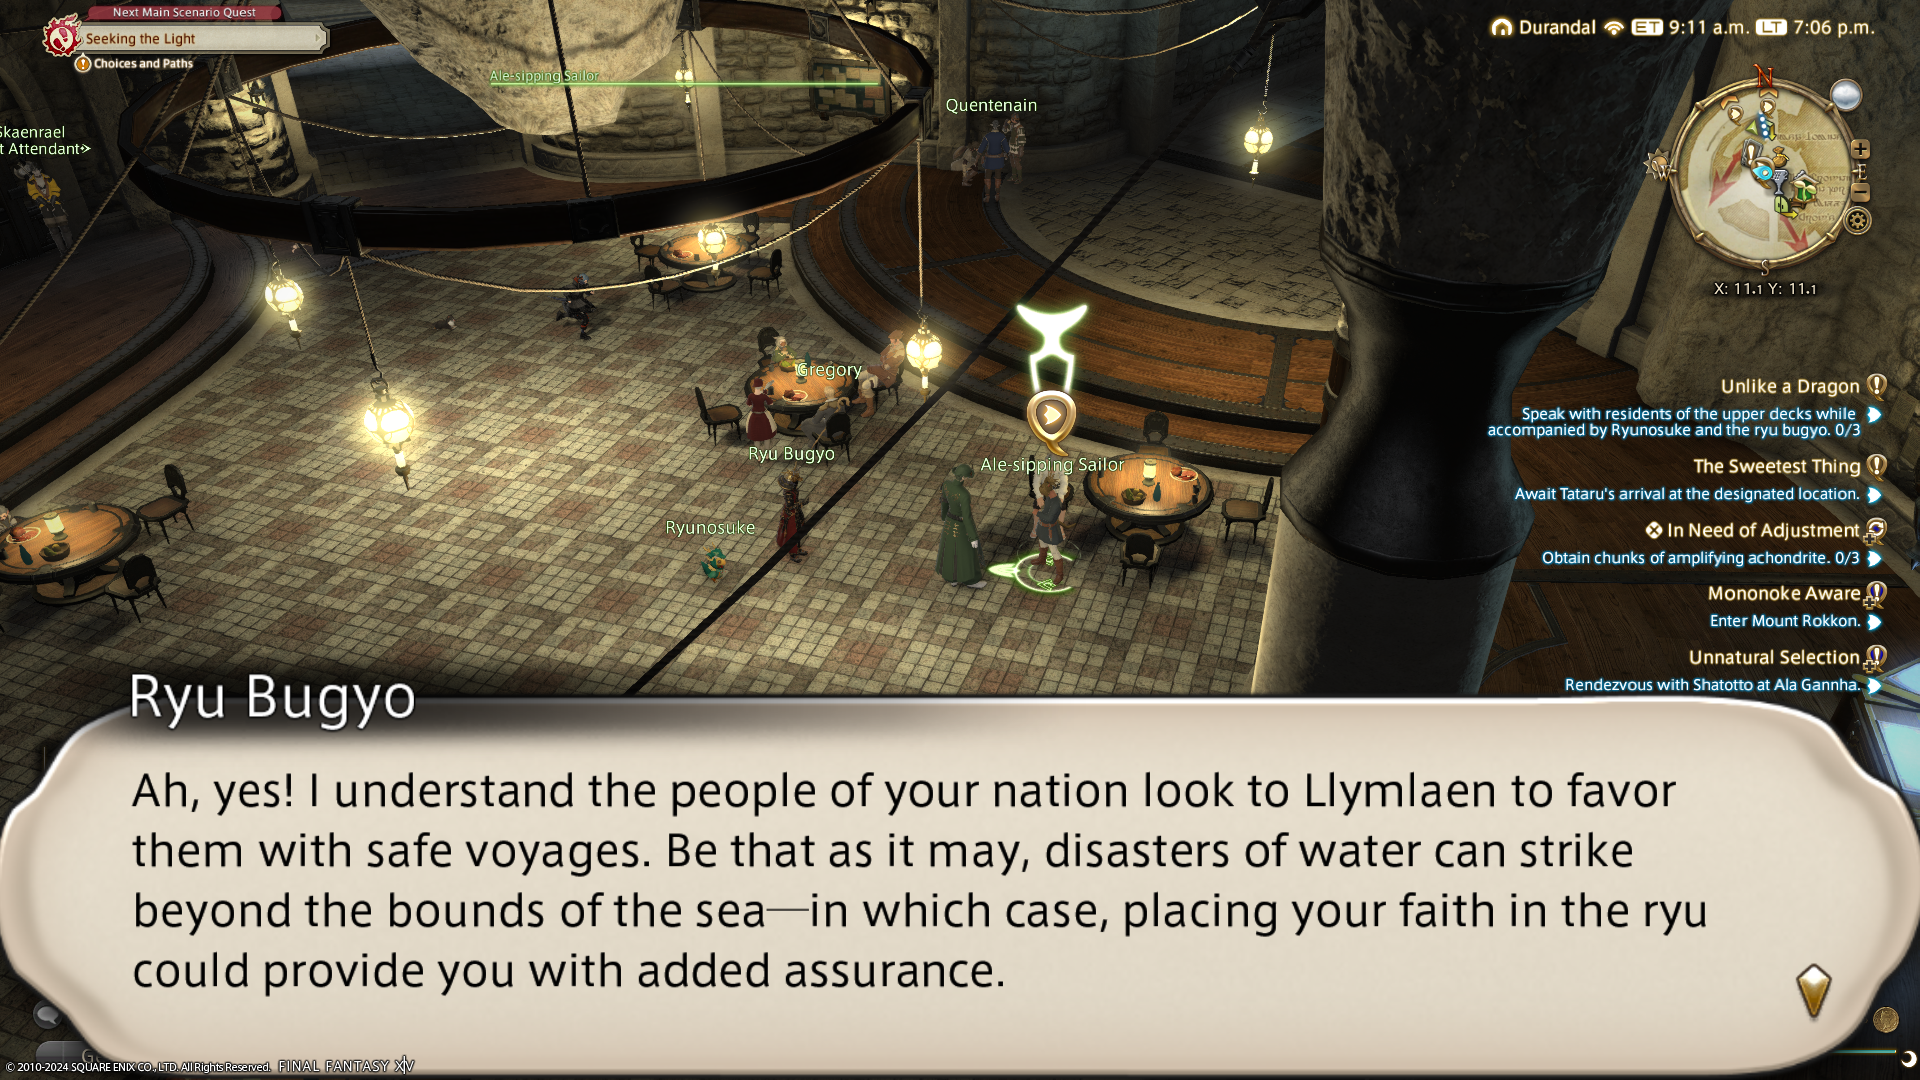 Next Main Scenario Quest
Seeking the Light
Choices and Paths
Durandal ET 9:11 a.m. LT 7:06 p.m.
Ale-sipping Sailor
Quentenain
Skaenrael
t Attendant
N
E
S
W
X: 11.1 Y: 11.1
Gregory
Unlike a Dragon
Speak with residents of the upper decks while
accompanied by Ryunosuke and the ryu bugyo. 0/3
Ryu Bugyo
Ale-sipping Sailor
The Sweetest Thing
Await Tataru's arrival at the designated location.
Ryunosuke
In Need of Adjustment
Obtain chunks of amplifying achondrite. 0/3
Mononoke Aware
Enter Mount Rokkon.
Unnatural Selection
Rendezvous with Shatotto at Ala Gannha.
Ryu Bugyo
Ah, yes! I understand the people of your nation look to Llymlaen to favor
them with safe voyages. Be that as it may, disasters of water can strike
beyond the bounds of the sea—in which case, placing your faith in the ryu
could provide you with added assurance.
© 2010-2024 SQUARE ENIX CO., LTD. All Rights Reserved. FINAL FANTASY XIV